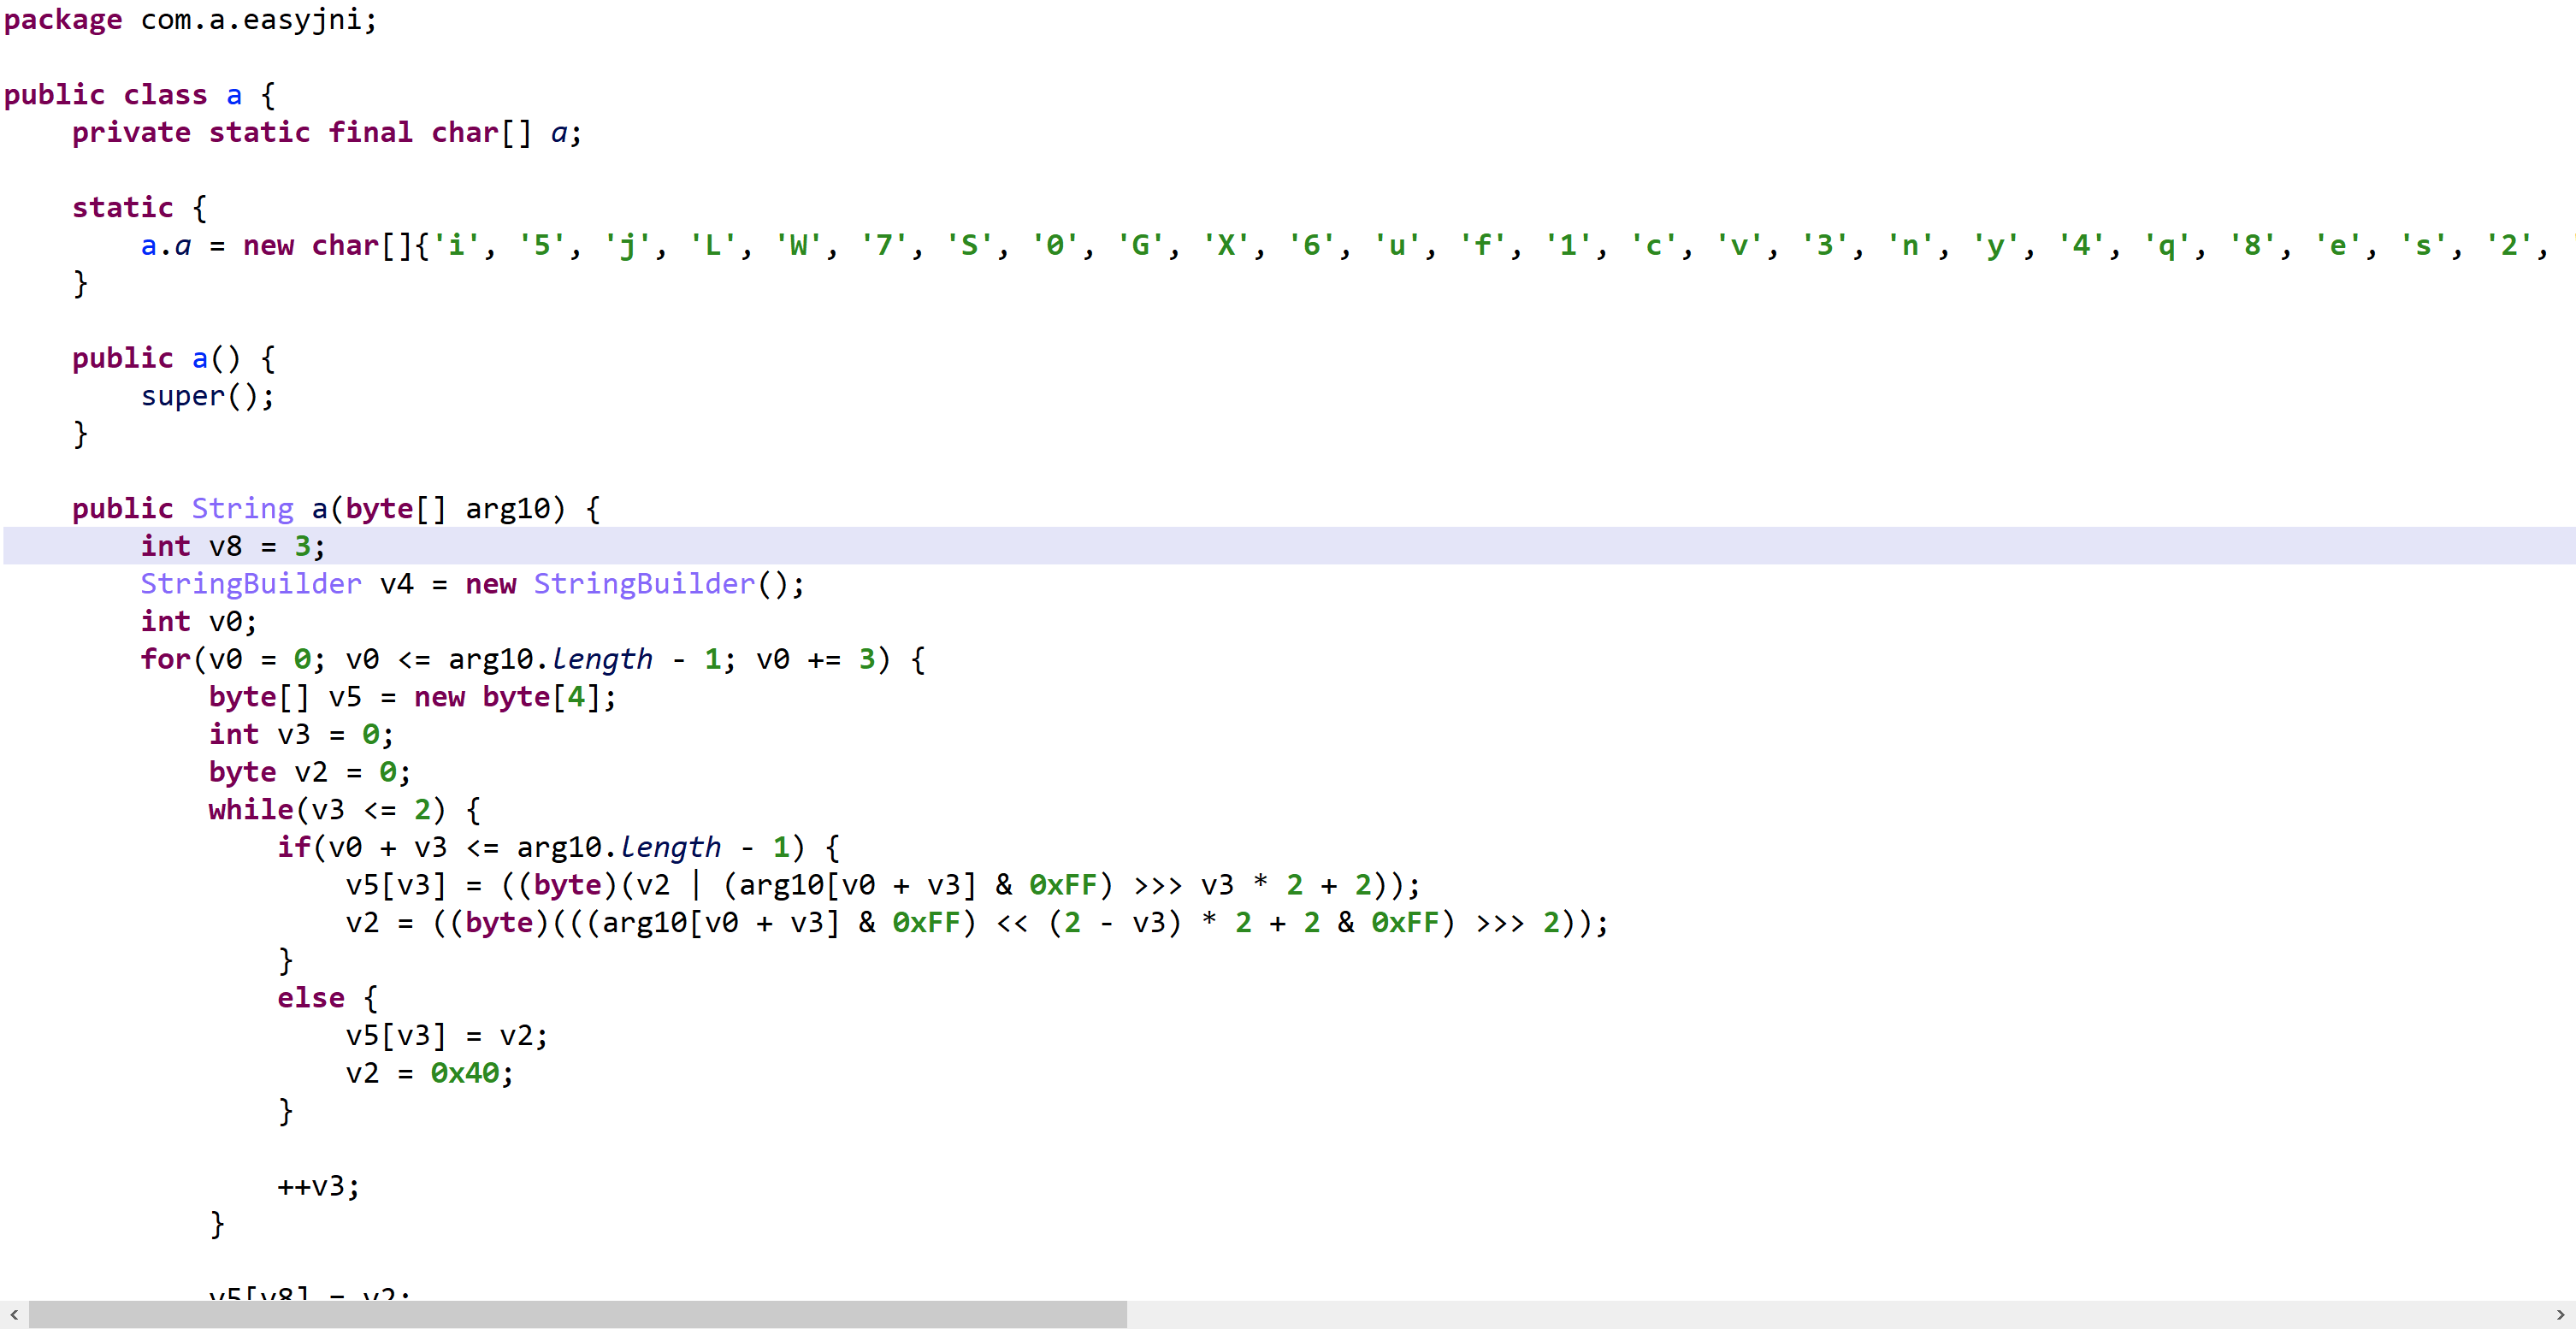 package com.a.easyjni;
public class a {
private static final char[] a;
static {
a.a = new char[]{'i', '5', 'j', 'L', 'W', '7', 'S', '0', 'G', 'X', '6', 'u', 'f', '1', 'c', 'v', '3', 'n', 'y', '4', 'q', '8', 'e', 's', '2',
}
public a() {
super();
}
public String a(byte[] arg10) {
int v8 = 3;
StringBuilder v4 = new StringBuilder();
int v0;
for(v0 = 0; v0 <= arg10.length - 1; v0 += 3) {
byte[] v5 = new byte[4];
int v3 = 0;
byte v2 = 0;
while(v3 <= 2) {
if(v0 + v3 <= arg10.length - 1) {
v5[v3] = ((byte)(v2 | (arg10[v0 + v3] & 0xFF) >>> v3 * 2 + 2));
v2 = ((byte)(((arg10[v0 + v3] & 0xFF) << (2 - v3) * 2 + 2 & 0xFF) >>> 2));
}
else {
v5[v3] = v2;
v2 = 0x40;
}
++v3;
}
v5[v8] = v2;